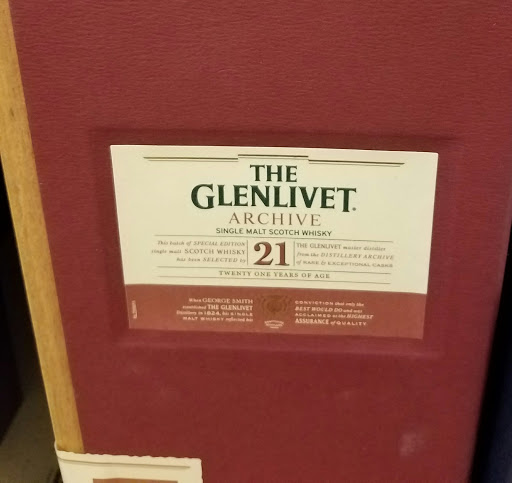 THE
GLENLIVET.
ARCHIVE
SINGLE MALT SCOTCH WHISKY
This batch of SPECIAL EDITION
single malt SCOTCH WHISKY
has been SELECTED by
21
THE GLENLIVET master distiller
from the DISTILLERY ARCHIVE
of RARE & EXCEPTIONAL CASKS
TWENTY ONE YEARS OF AGE
When GEORGE SMITH
established THE GLENLIVET
Distillery in 1824, his SINGLE
MALT WHISKY reflected his
CONVICTION that only the
BEST WOULD DO and was
ACCLAIMED as the HIGHEST
ASSURANCE of QUALITY.